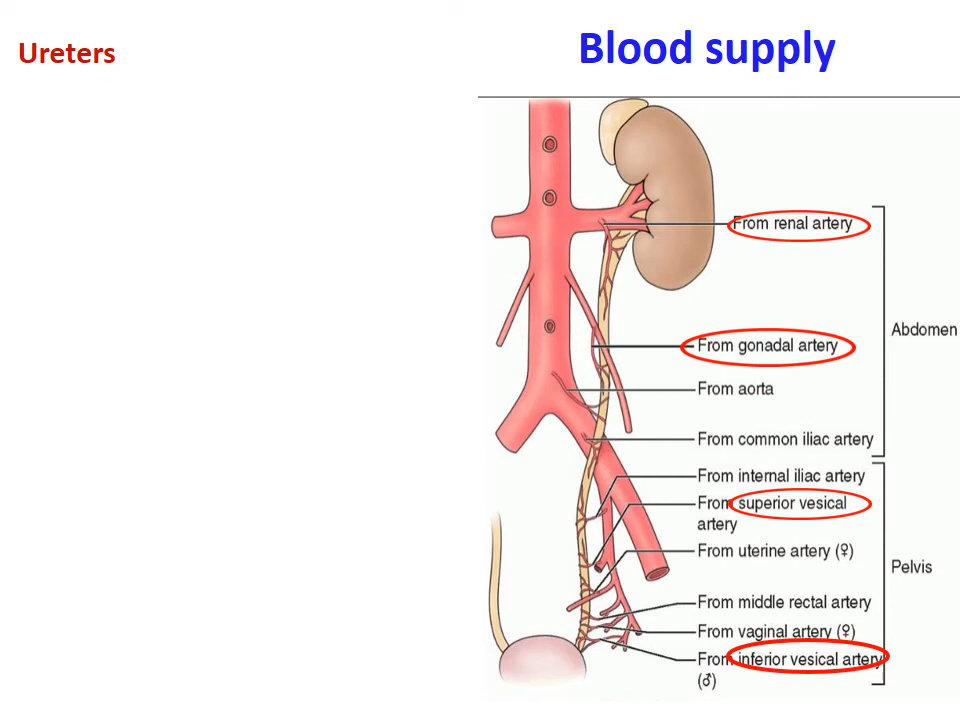 Ureters
Blood supply
From renal artery
Abdomen
From gonadal artery
From aorta
From common iliac artery
From internal iliac artery
From superior vesical
artery
From uterine artery (♀)
Pelvis
From middle rectal artery
From vaginal artery (♀)
From inferior vesical artery
(♂)